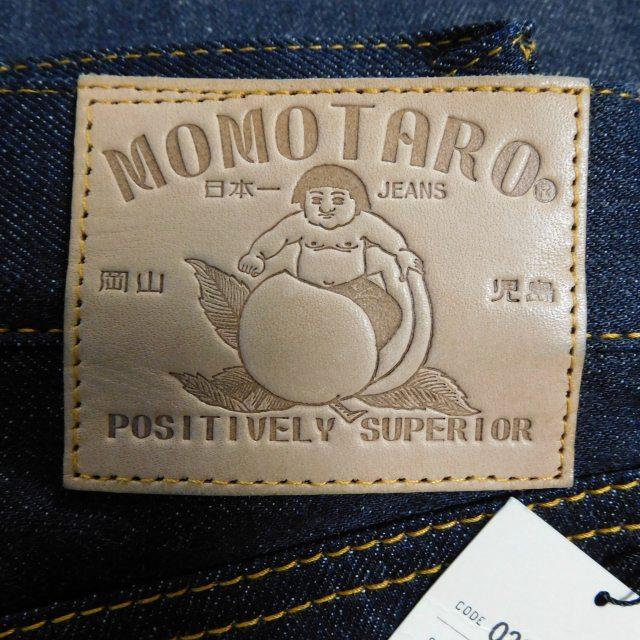 MOMOTARO®
日本一 JEANS
岡山 児島
POSITIVELY SUPERIOR
CODE